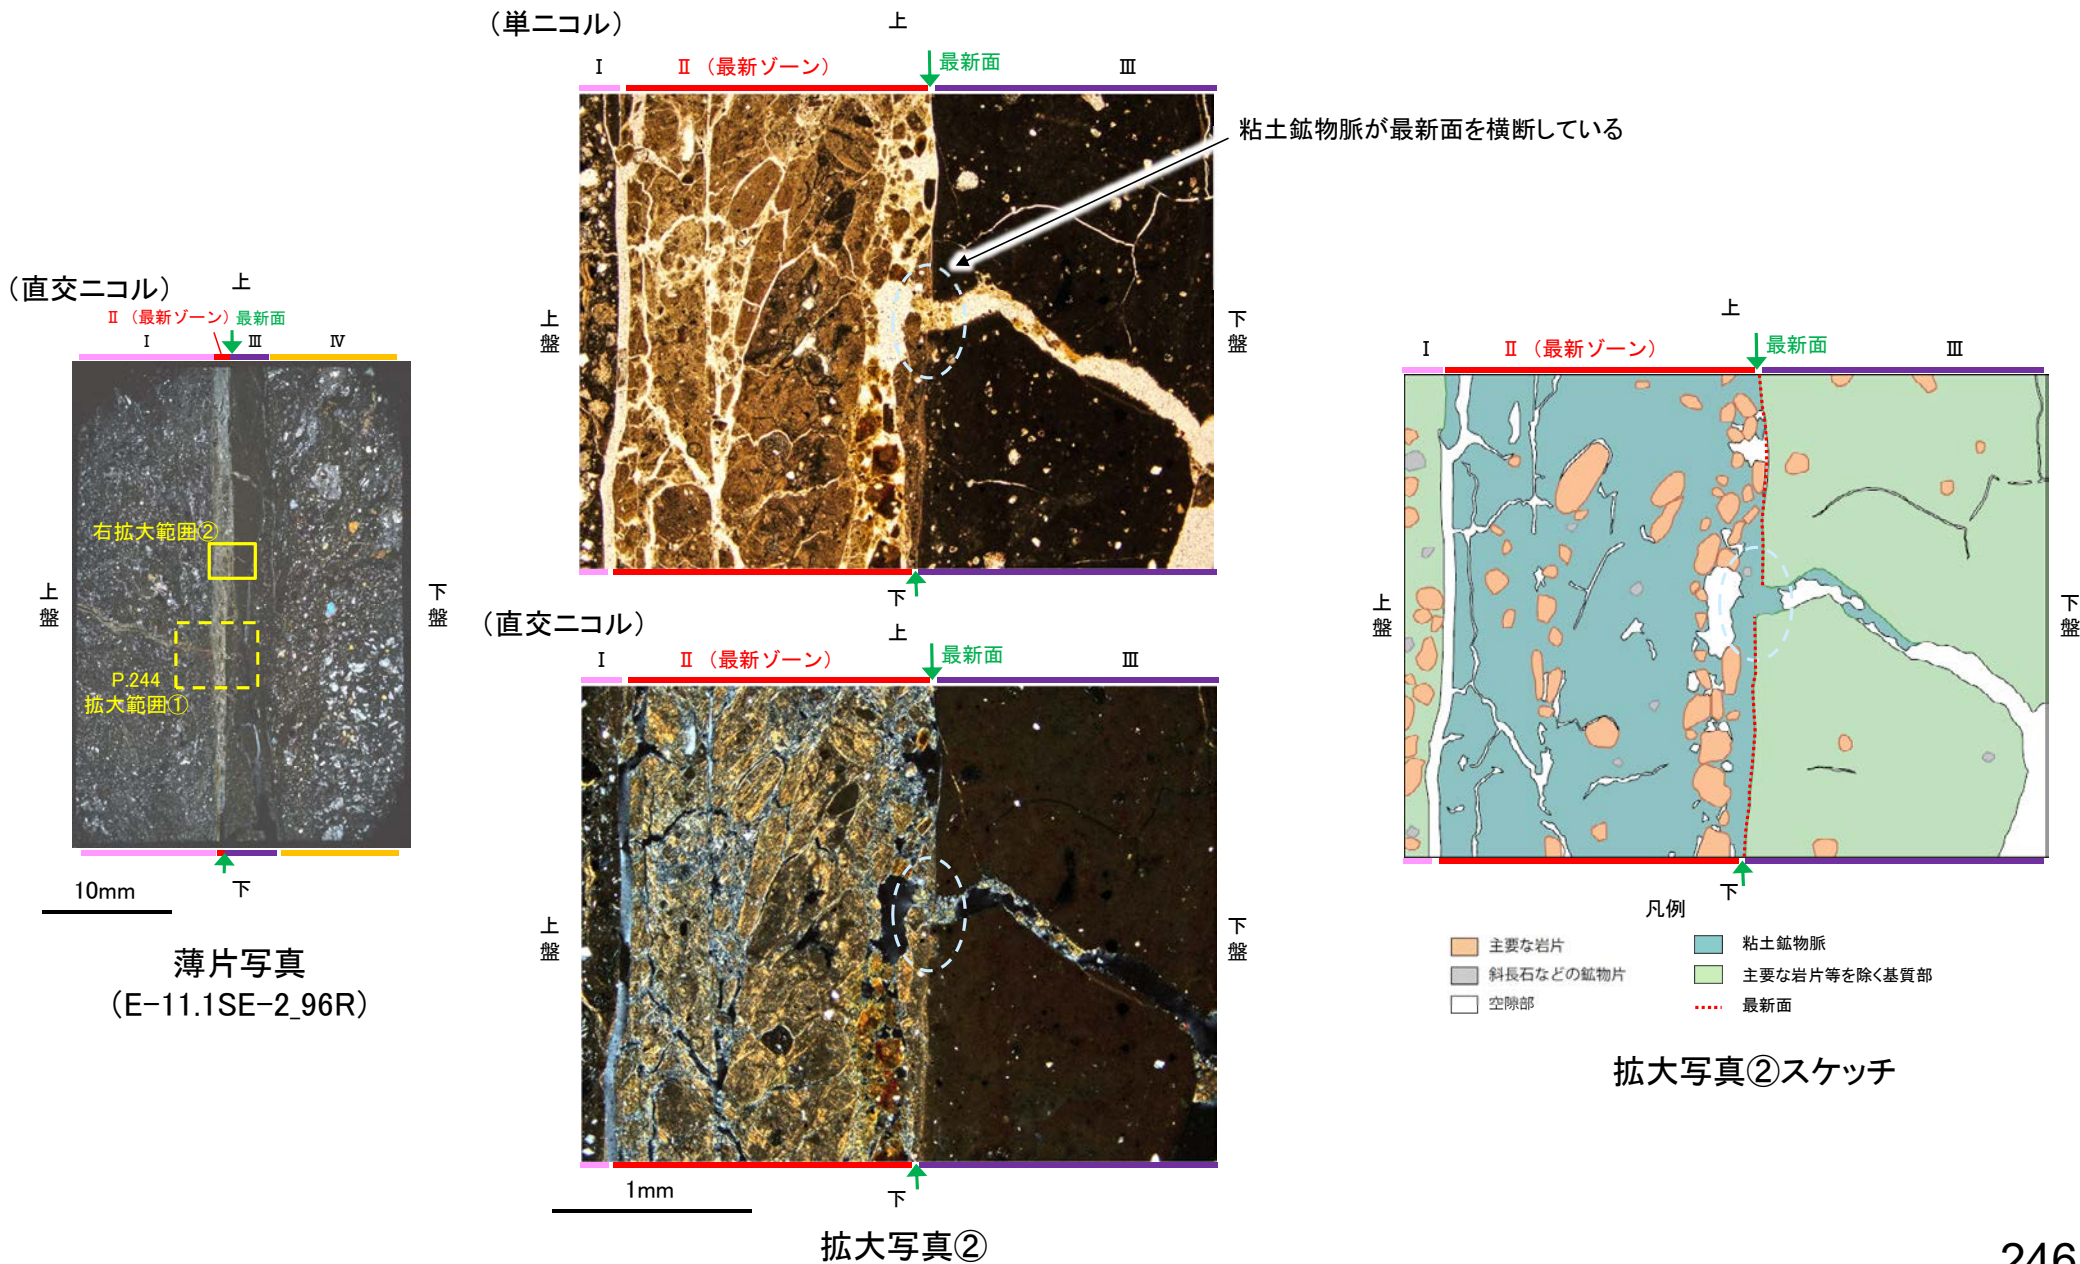 （単ニコル）
上
Ⅰ
Ⅱ（最新ゾーン）
最新面
Ⅲ
粘土鉱物脈が最新面を横断している
上盤
下盤
下
（直交ニコル）
上
Ⅱ（最新ゾーン）
最新面
Ⅰ
Ⅲ
Ⅳ
右拡大範囲②
P.244
拡大範囲①
上盤
下盤
下
10mm
薄片写真
（E-11.1SE-2_96R）
（直交ニコル）
上
Ⅰ
Ⅱ（最新ゾーン）
最新面
Ⅲ
上盤
下盤
下
1mm
拡大写真②
上
Ⅰ
Ⅱ（最新ゾーン）
最新面
Ⅲ
上盤
下盤
下
凡例
主要な岩片
斜長石などの鉱物片
空隙部
粘土鉱物脈
主要な岩片等を除く基質部
最新面
拡大写真②スケッチ
246